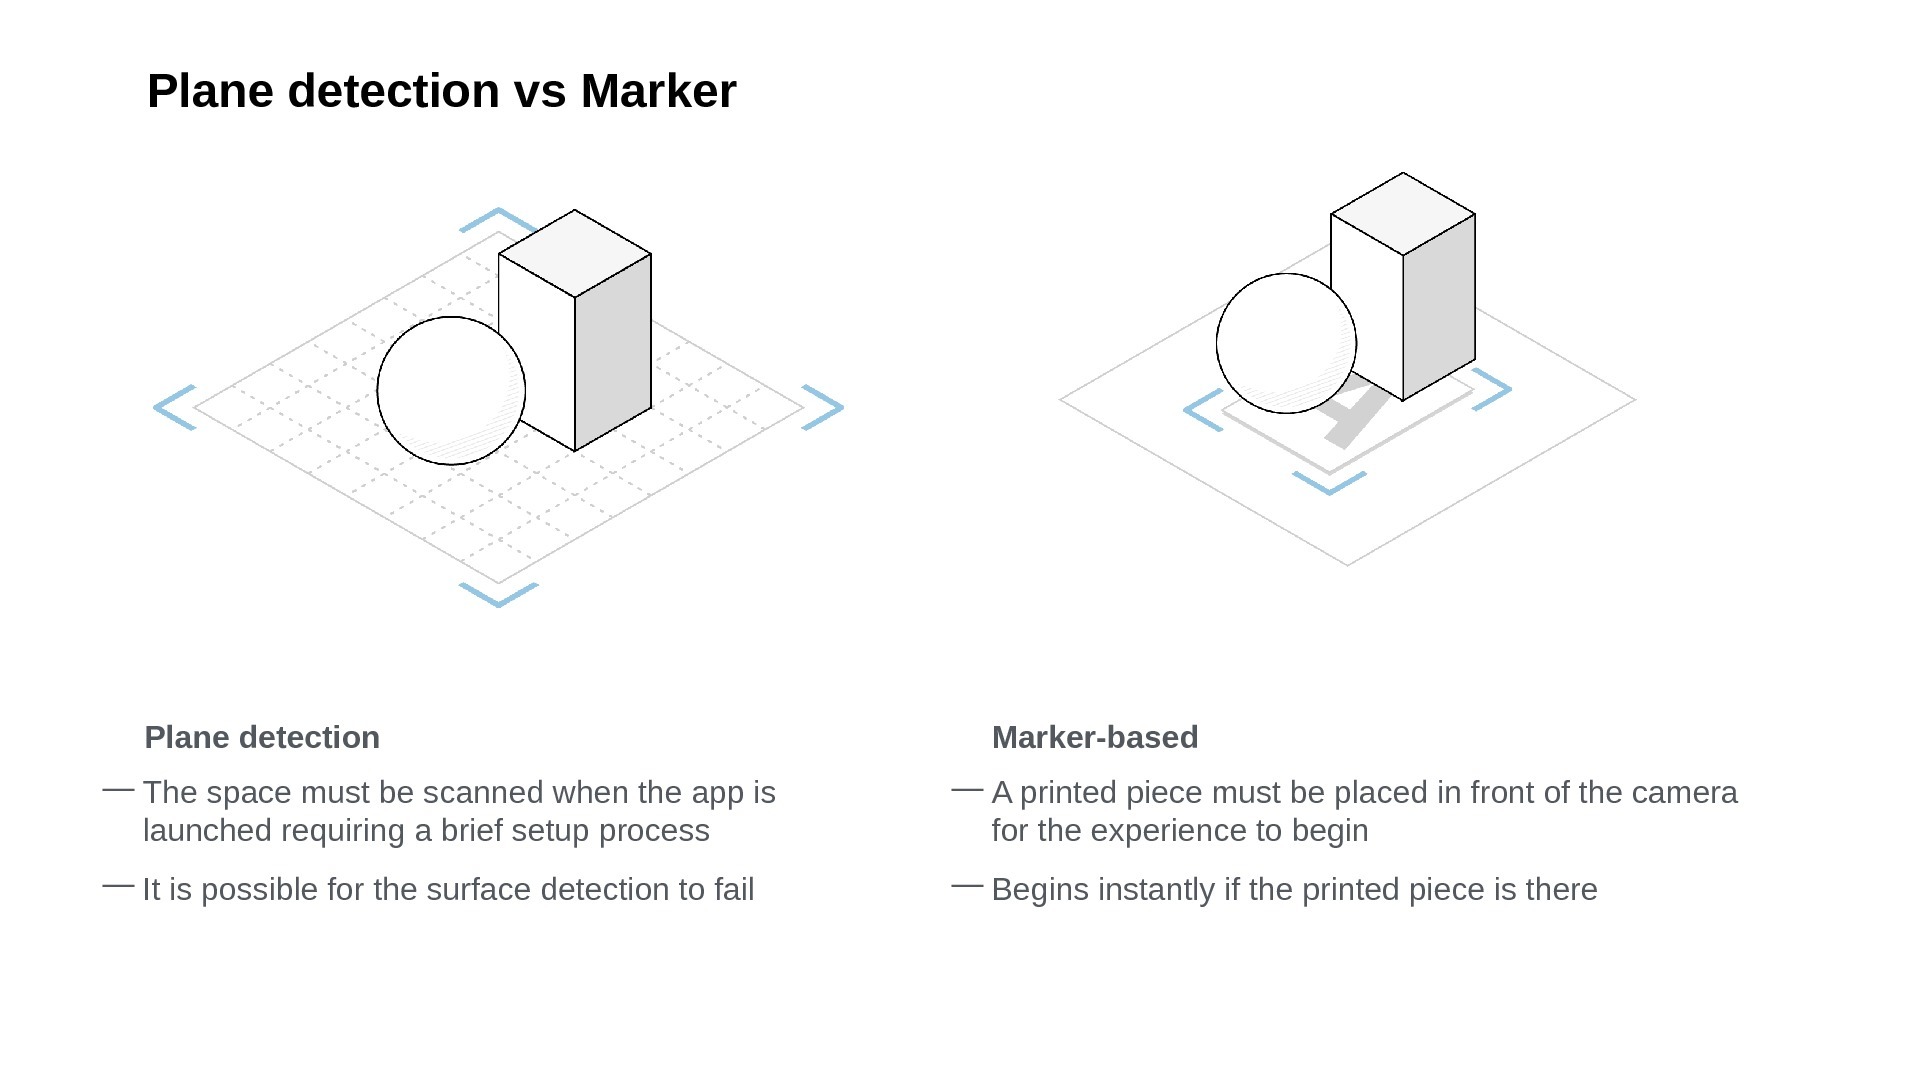 Plane detection vs Marker
A
Plane detection
— The space must be scanned when the app is
launched requiring a brief setup process
— It is possible for the surface detection to fail
Marker-based
— A printed piece must be placed in front of the camera
for the experience to begin
— Begins instantly if the printed piece is there